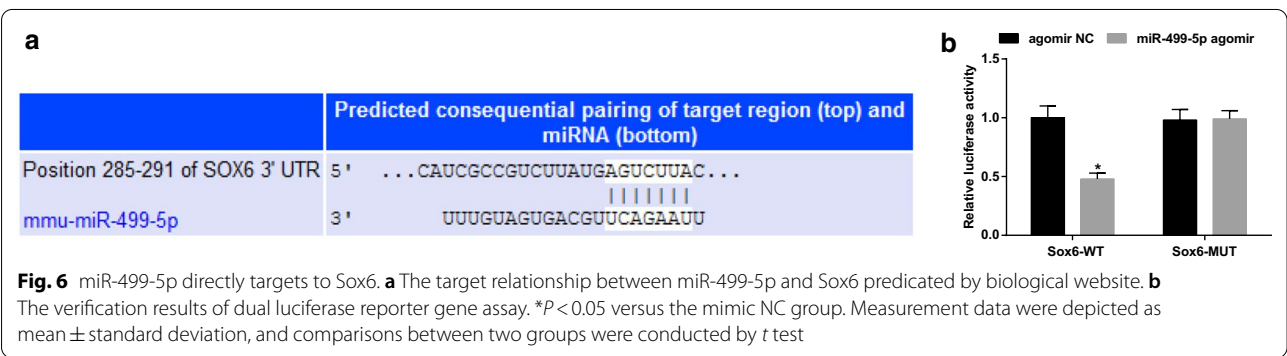 a
Predicted consequential pairing of target region (top) and
miRNA (bottom)
Position 285-291 of SOX6 3' UTR 5' ...CAUCGCCGUCUUAUGAGUCUUAC...
|||||||
mmu-miR-499-5p 3' UUUGUAGUGACGUUCAGAAUU
b
agomir NC miR-499-5p agomir
Relative luciferase activity
1.5
1.0
0.5
0.0
*
Sox6-WT Sox6-MUT
Fig. 6 miR-499-5p directly targets to Sox6. a The target relationship between miR-499-5p and Sox6 predicated by biological website. b
The verification results of dual luciferase reporter gene assay. *P < 0.05 versus the mimic NC group. Measurement data were depicted as
mean ± standard deviation, and comparisons between two groups were conducted by t test